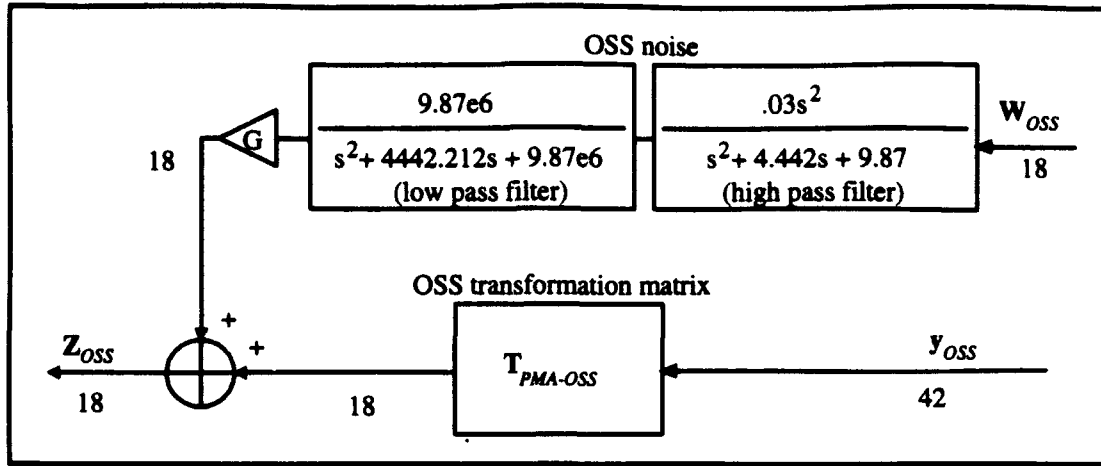 OSS noise
9.87e6
s² + 4442.212s + 9.87e6
(low pass filter)
.03s²
s² + 4.442s + 9.87
(high pass filter)
W_OSS
18
G
18
OSS transformation matrix
T_PMA-OSS
y_OSS
42
18
+
+
Z_OSS
18